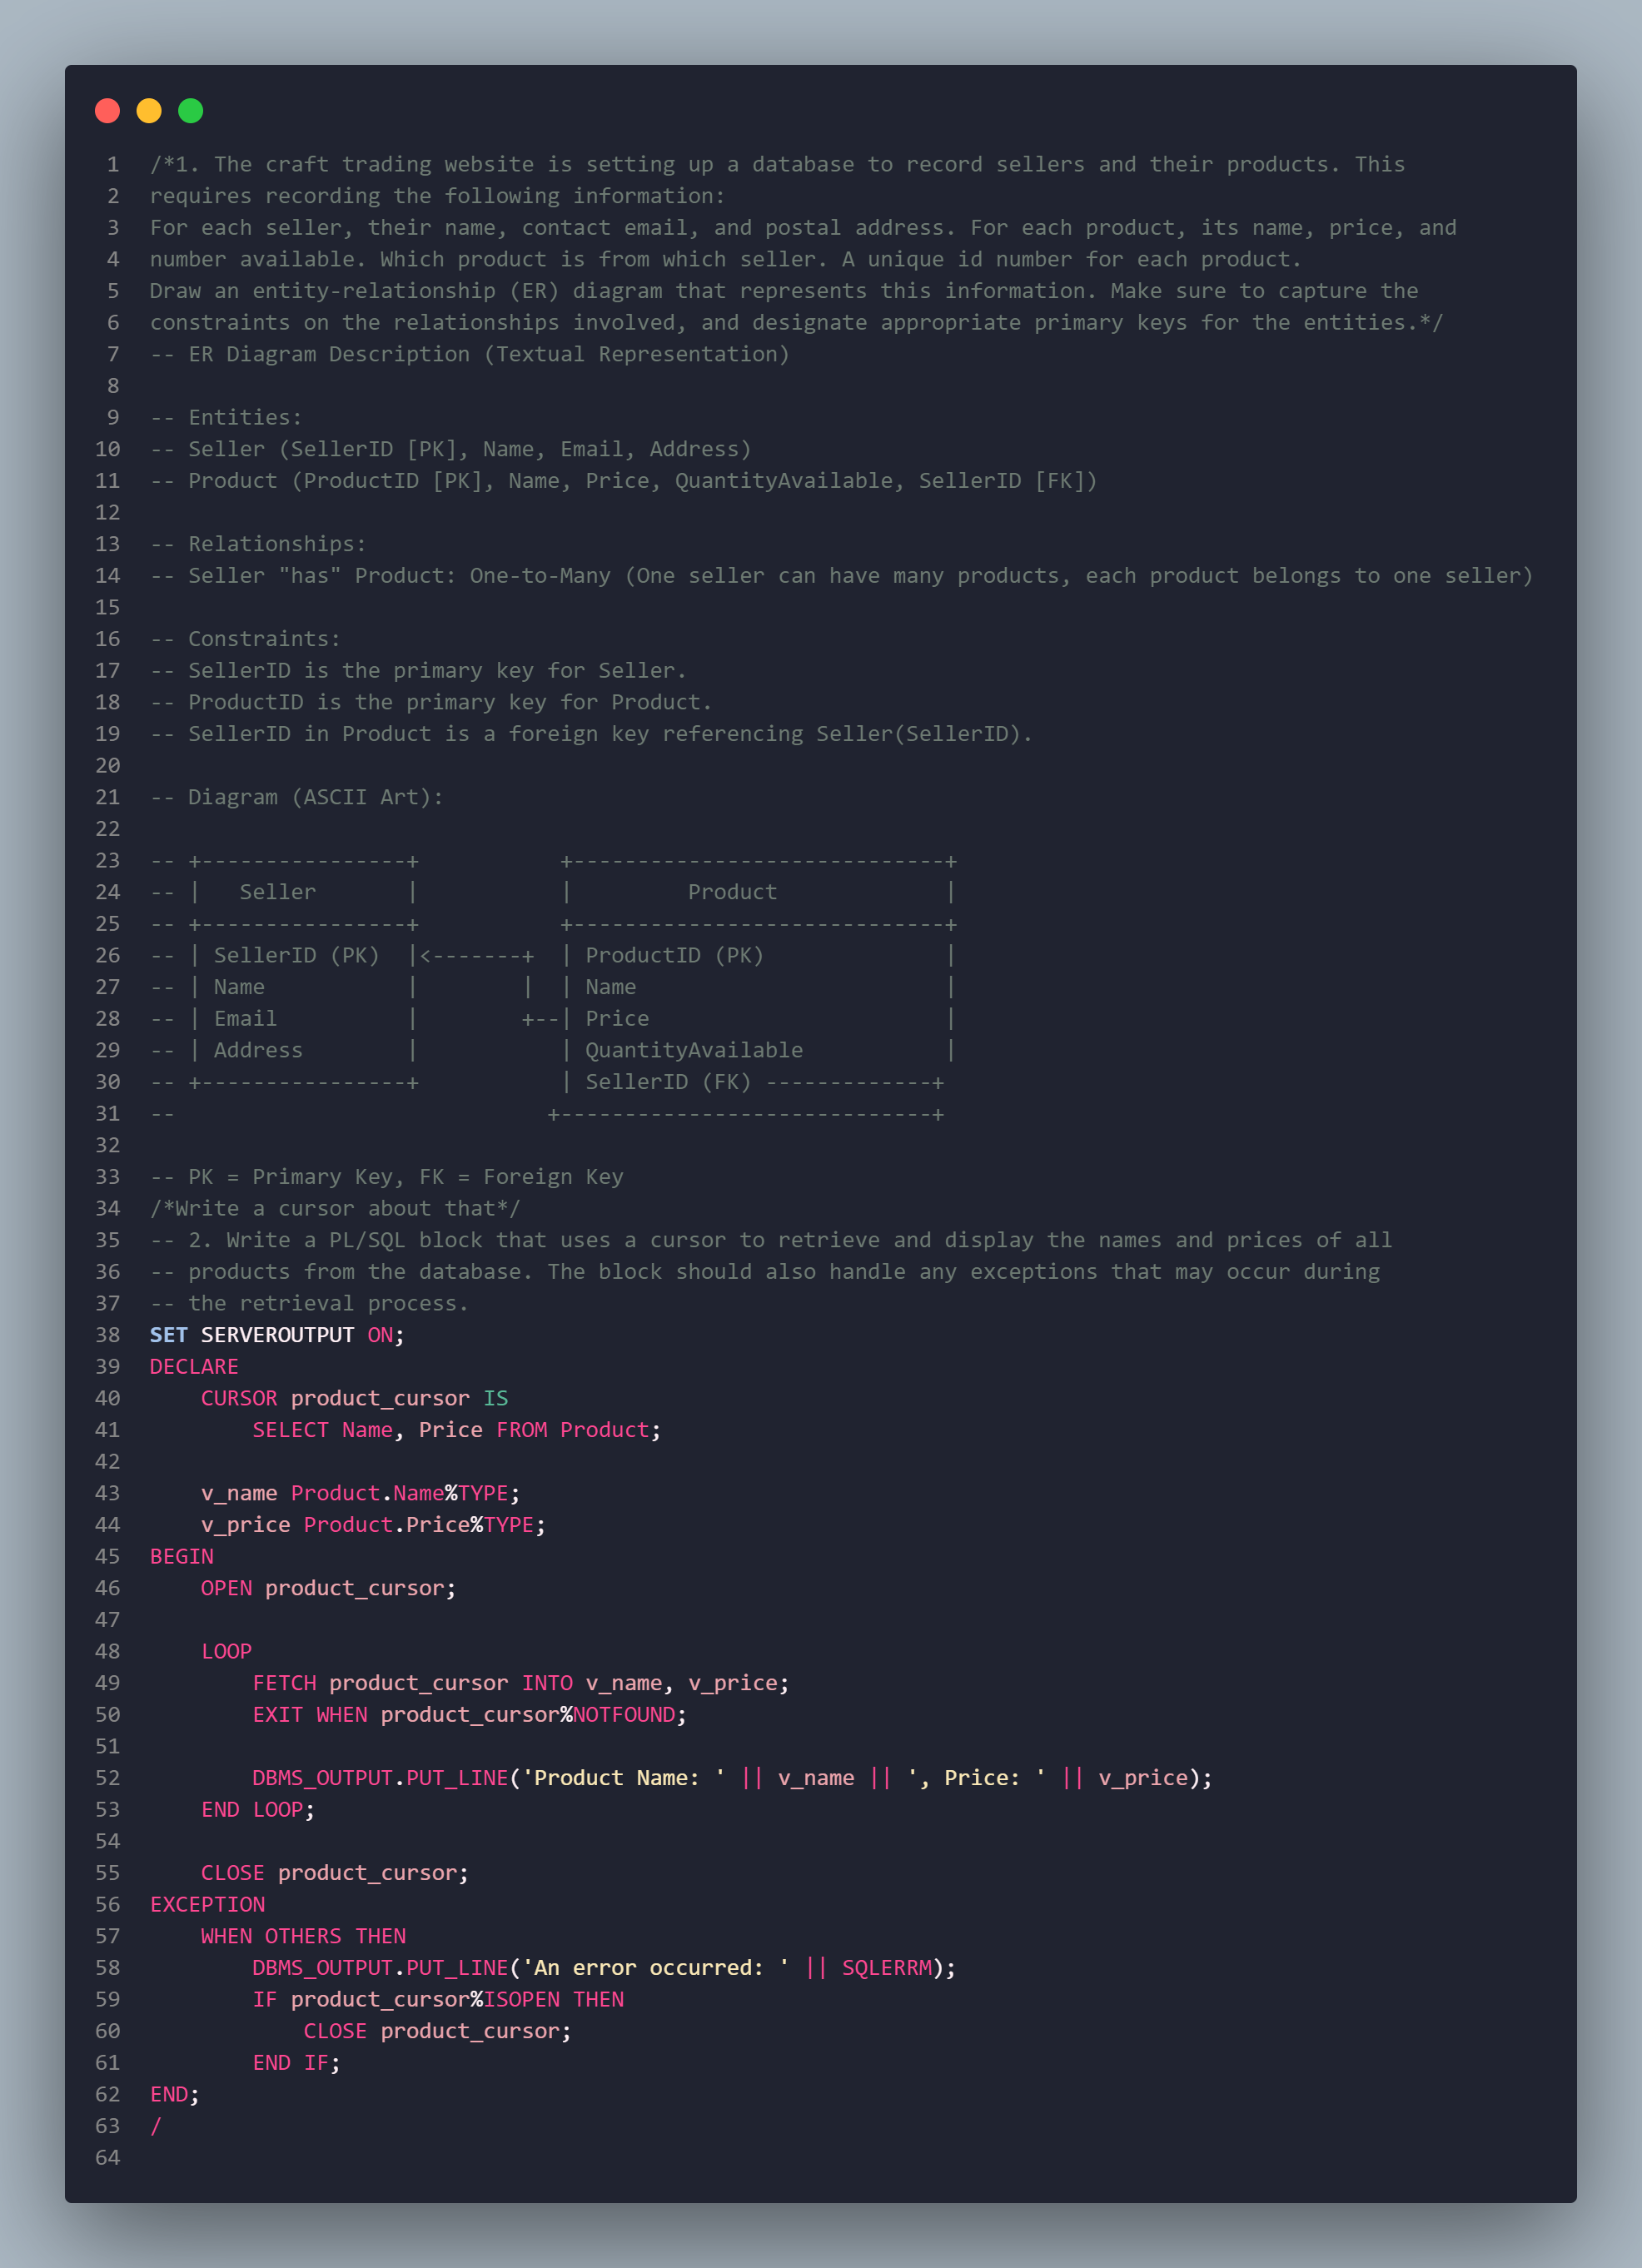 1 /*1. The craft trading website is setting up a database to record sellers and their products. This
2 requires recording the following information:
3 For each seller, their name, contact email, and postal address. For each product, its name, price, and
4 number available. Which product is from which seller. A unique id number for each product.
5 Draw an entity-relationship (ER) diagram that represents this information. Make sure to capture the
6 constraints on the relationships involved, and designate appropriate primary keys for the entities.*/
7 -- ER Diagram Description (Textual Representation)
8
9 -- Entities:
10 -- Seller (SellerID [PK], Name, Email, Address)
11 -- Product (ProductID [PK], Name, Price, QuantityAvailable, SellerID [FK])
12
13 -- Relationships:
14 -- Seller "has" Product: One-to-Many (One seller can have many products, each product belongs to one seller)
15
16 -- Constraints:
17 -- SellerID is the primary key for Seller.
18 -- ProductID is the primary key for Product.
19 -- SellerID in Product is a foreign key referencing Seller(SellerID).
20
21 -- Diagram (ASCII Art):
22
23 -- +----------------+           +-----------------------------+
24 -- |   Seller       |           |         Product             |
25 -- +----------------+           +-----------------------------+
26 -- | SellerID (PK)  |<-------+  | ProductID (PK)              |
27 -- | Name           |        |  | Name                        |
28 -- | Email          |        +--| Price                       |
29 -- | Address        |           | QuantityAvailable           |
30 -- +----------------+           | SellerID (FK) -------------+
31 --                             +-----------------------------+
32
33 -- PK = Primary Key, FK = Foreign Key
34 /*Write a cursor about that*/
35 -- 2. Write a PL/SQL block that uses a cursor to retrieve and display the names and prices of all
36 -- products from the database. The block should also handle any exceptions that may occur during
37 -- the retrieval process.
38 SET SERVEROUTPUT ON;
39 DECLARE
40     CURSOR product_cursor IS
41         SELECT Name, Price FROM Product;
42
43     v_name Product.Name%TYPE;
44     v_price Product.Price%TYPE;
45 BEGIN
46     OPEN product_cursor;
47
48     LOOP
49         FETCH product_cursor INTO v_name, v_price;
50         EXIT WHEN product_cursor%NOTFOUND;
51
52         DBMS_OUTPUT.PUT_LINE('Product Name: ' || v_name || ', Price: ' || v_price);
53     END LOOP;
54
55     CLOSE product_cursor;
56 EXCEPTION
57     WHEN OTHERS THEN
58         DBMS_OUTPUT.PUT_LINE('An error occurred: ' || SQLERRM);
59         IF product_cursor%ISOPEN THEN
60             CLOSE product_cursor;
61         END IF;
62 END;
63 /
64